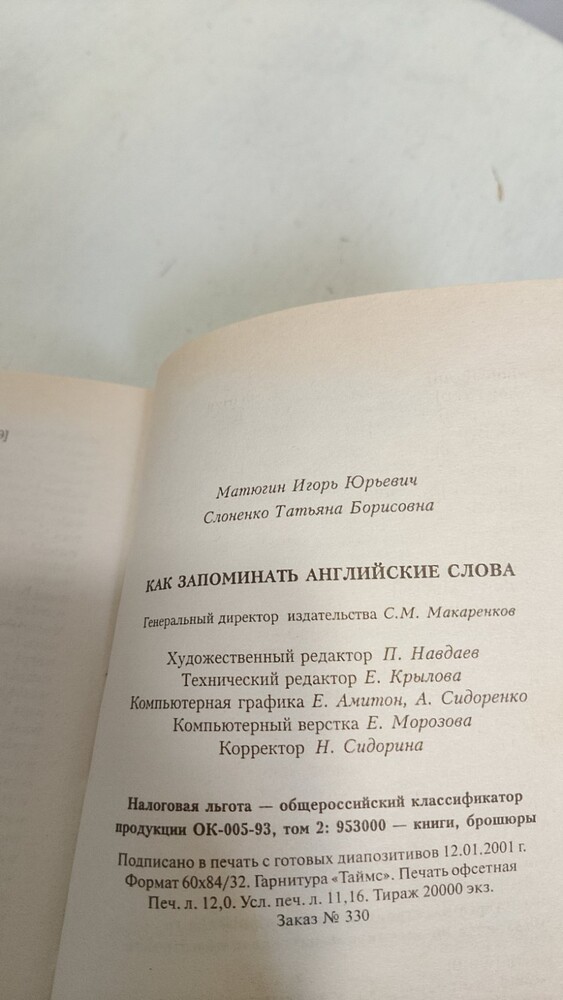 Матюгин Игорь Юрьевич
Слоненко Татьяна Борисовна
КАК ЗАПОМИНАТЬ АНГЛИЙСКИЕ СЛОВА
Генеральный директор издательства С.М. Макаренков
Художественный редактор П. Навдаев
Технический редактор Е. Крылова
Компьютерная графика Е. Амитон, А. Сидоренко
Компьютерный верстка Е. Морозова
Корректор Н. Сидорина
Налоговая льгота — общероссийский классификатор
продукции ОК-005-93, том 2: 953000 — книги, брошюры
Подписано в печать с готовых диапозитивов 12.01.2001 г.
Формат 60х84/32. Гарнитура «Таймс». Печать офсетная
Печ. л. 12,0. Усл. печ. л. 11,16. Тираж 20000 экз.
Заказ № 330